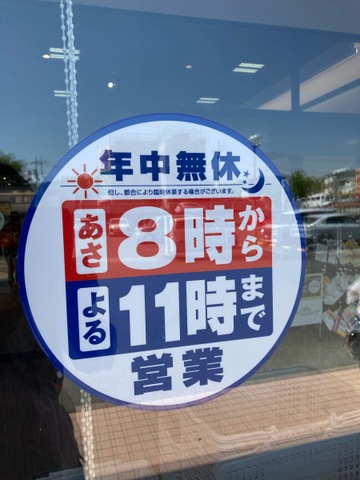 年中無休
但し、都合により臨時休業する場合がございます。
あさ8時から
よる11時まで
営業